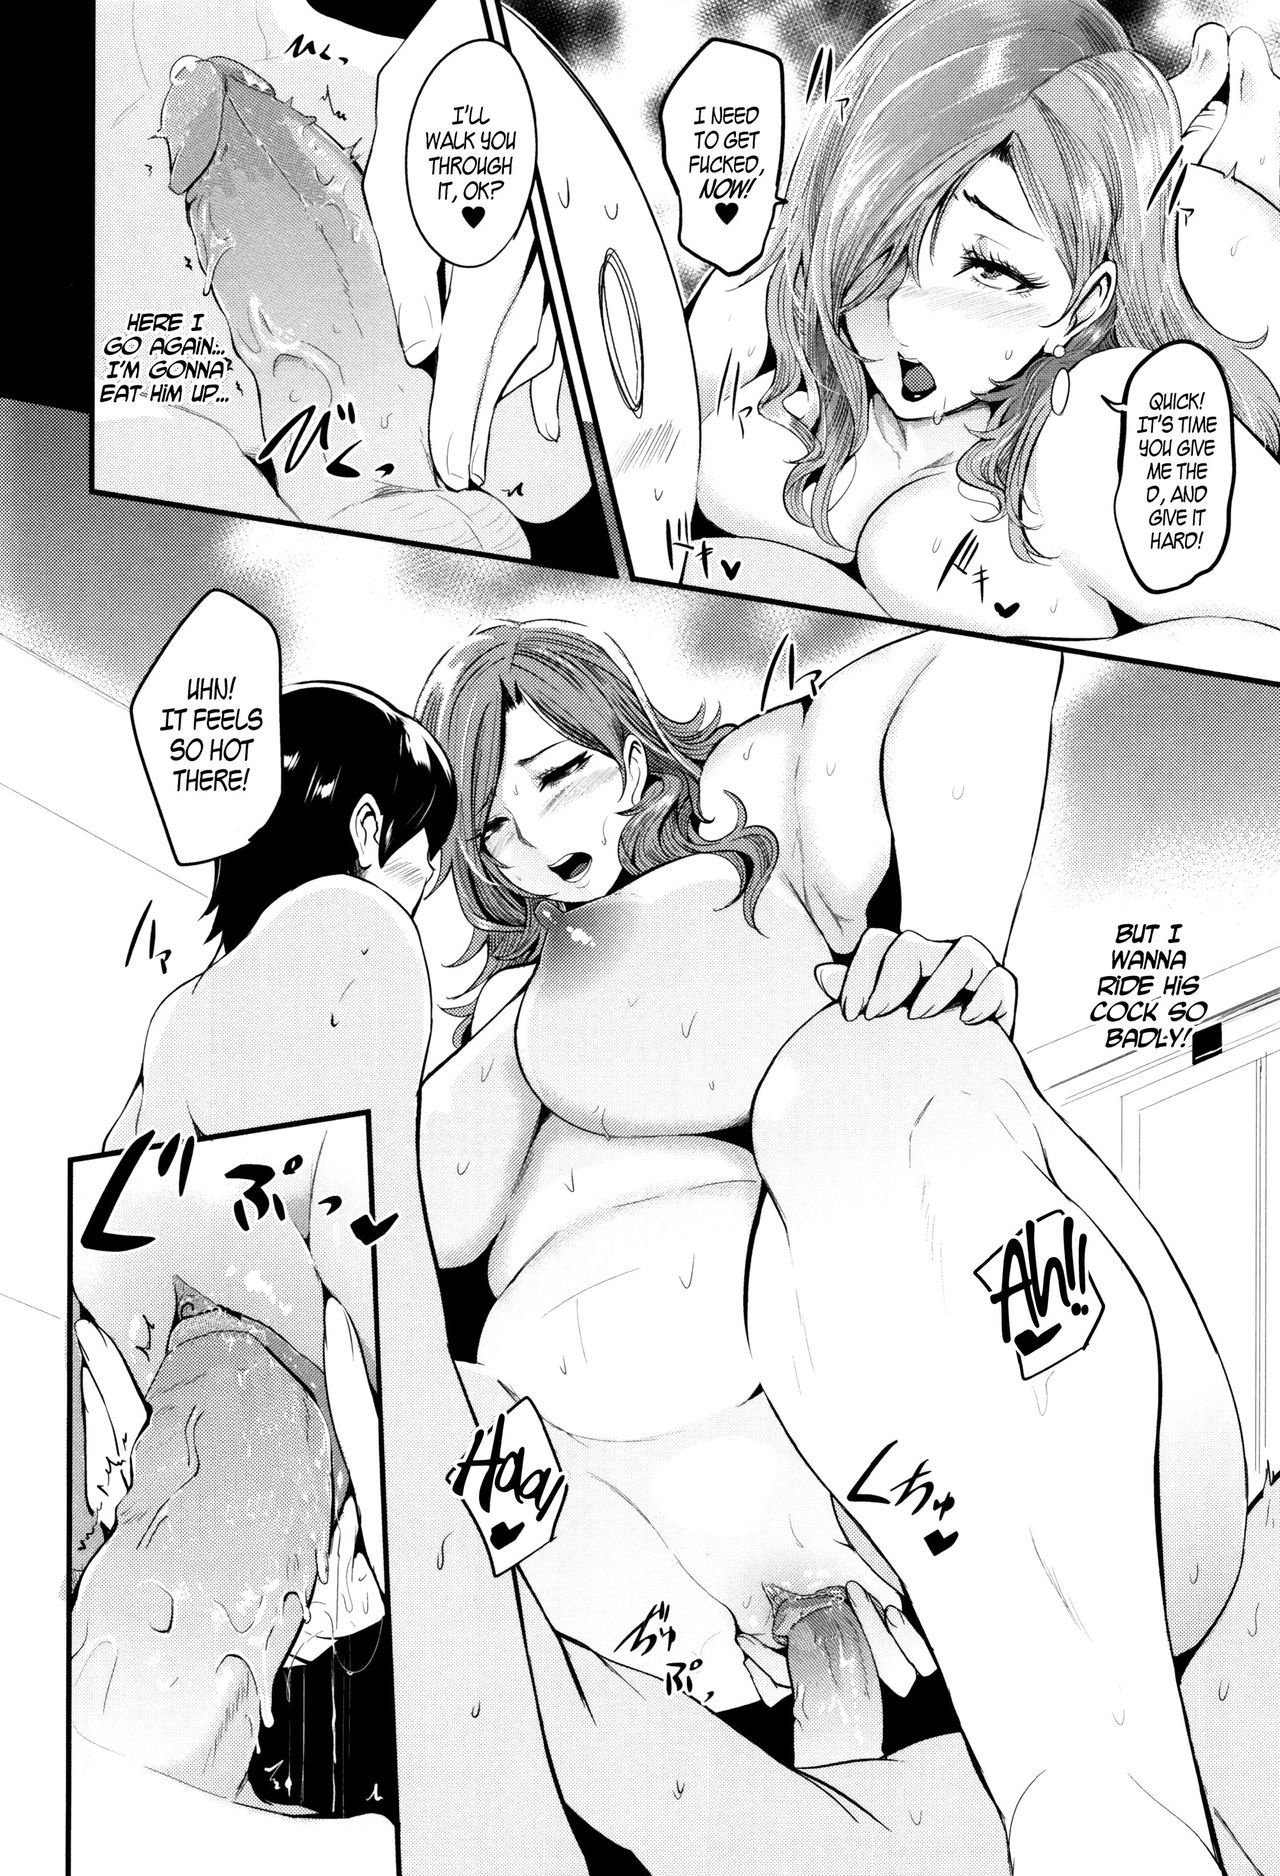 I NEED
TO GET
FUCKED,
NOW!
QUICK!
IT'S TIME
YOU GIVE
ME THE
D, AND
GIVE IT
HARD!
ドキ
ドキ
I'LL
WALK YOU
THROUGH
IT, OK?
HERE I
GO AGAIN...
I'M GONNA
EAT HIM UP...
BUT I
WANNA
RIDE HIS
COCK SO
BADLY!
UHN!
IT FEELS
SO HOT
THERE!
AH!!
くちゅ